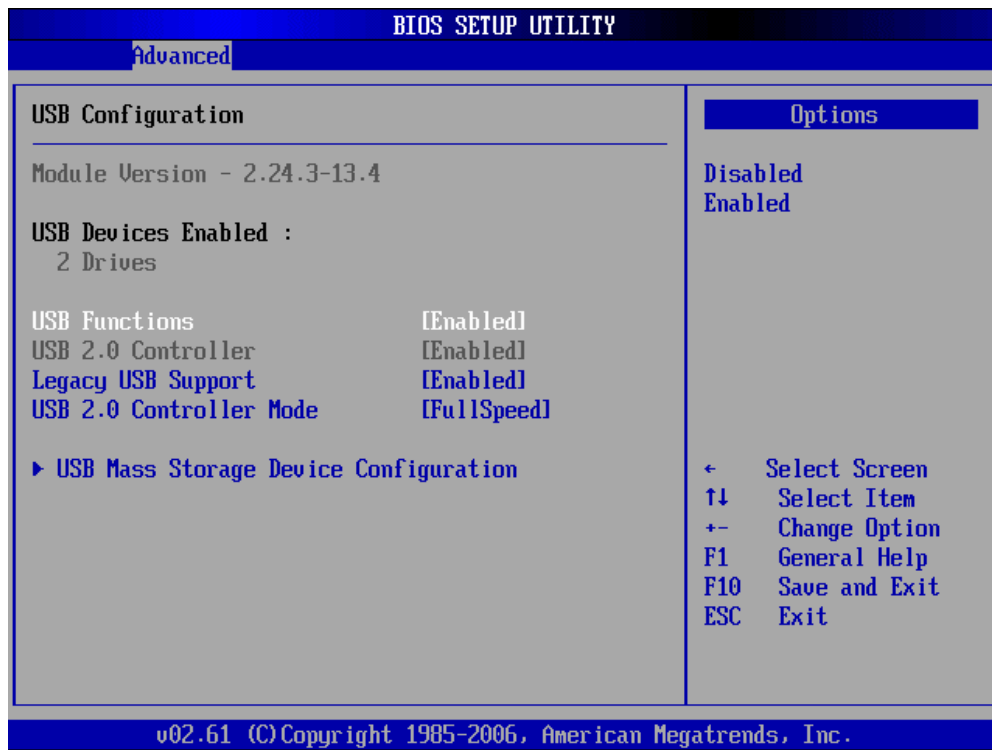 BIOS SETUP UTILITY
Advanced
USB Configuration
Module Version - 2.24.3-13.4
USB Devices Enabled :
2 Drives
USB Functions [Enabled]
USB 2.0 Controller [Enabled]
Legacy USB Support [Enabled]
USB 2.0 Controller Mode [FullSpeed]
► USB Mass Storage Device Configuration
Options
Disabled
Enabled
← Select Screen
↑↓ Select Item
+- Change Option
F1 General Help
F10 Save and Exit
ESC Exit
v02.61 (C)Copyright 1985-2006, American Megatrends, Inc.